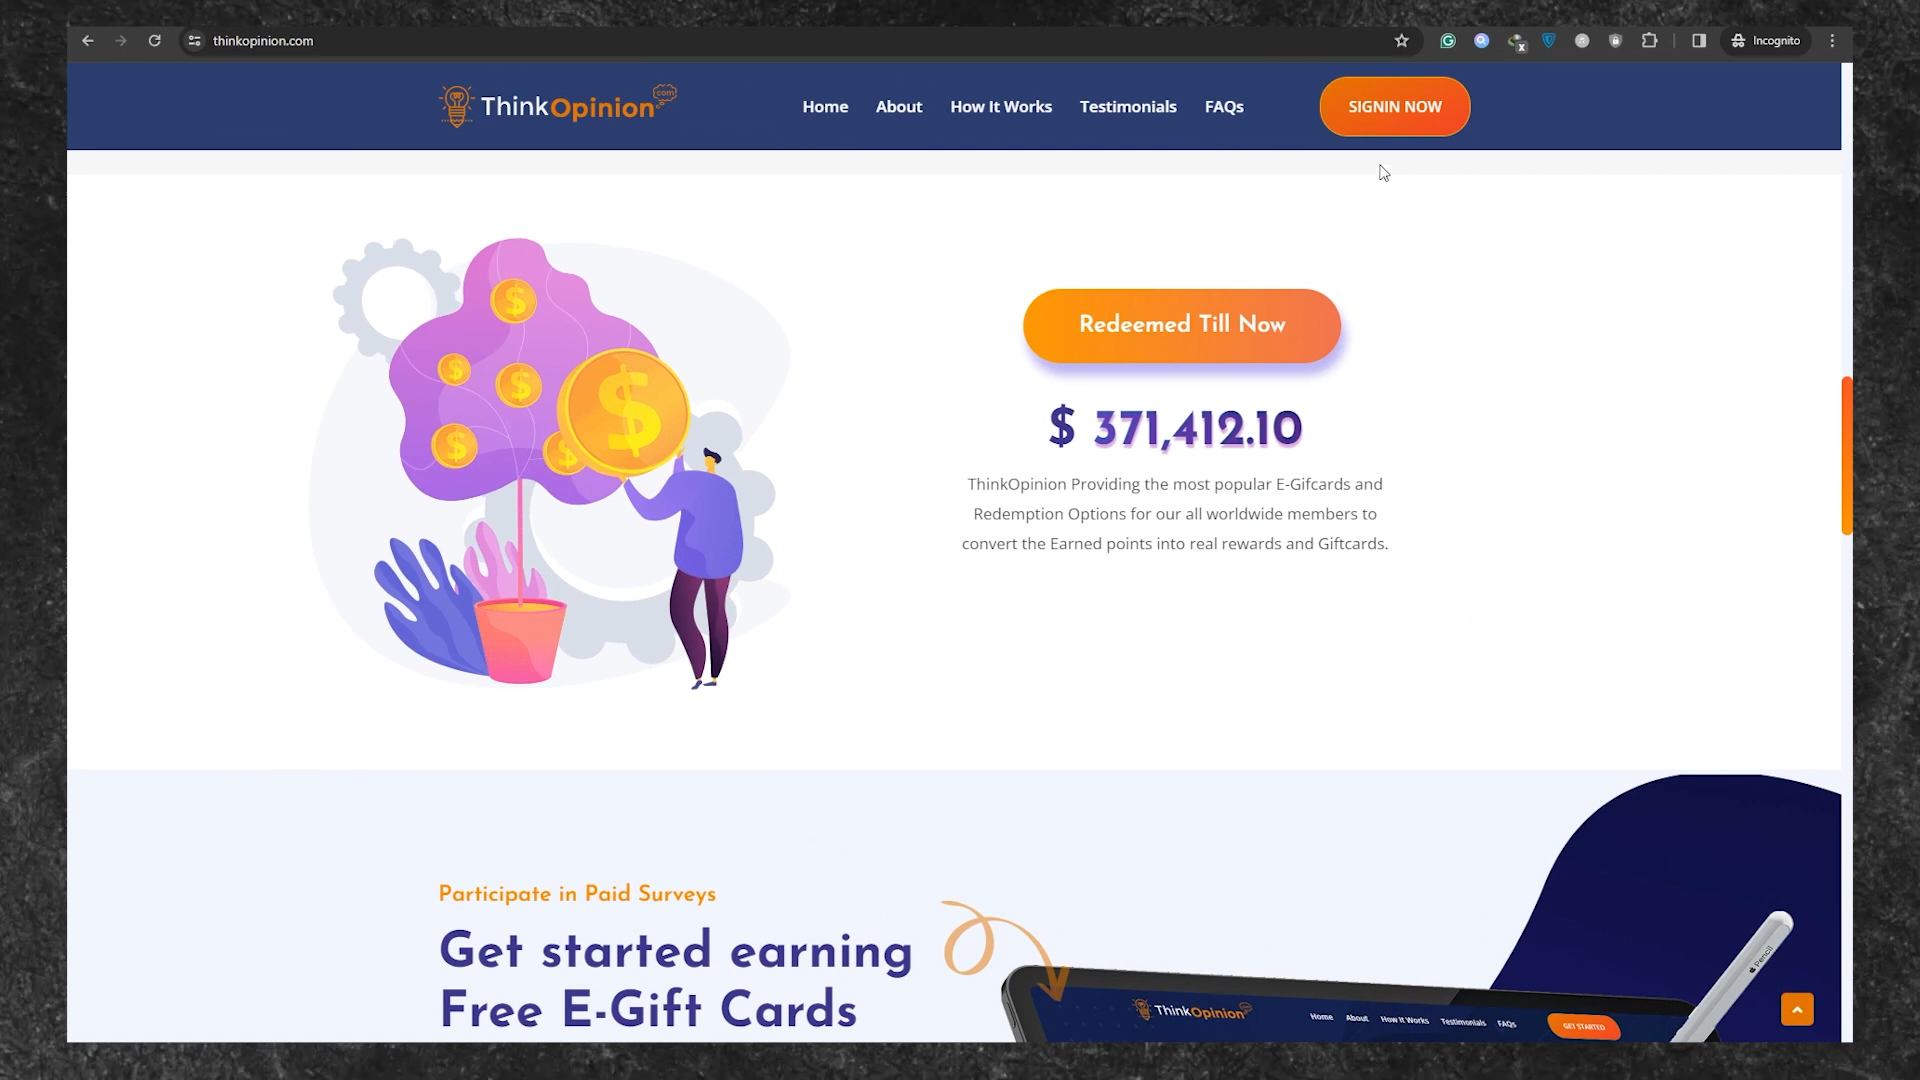 thinkopinion.com
Incognito
ThinkOpinion.com
Home
About
How It Works
Testimonials
FAQs
SIGNIN NOW
Redeemed Till Now
$ 371,412.10
ThinkOpinion Providing the most popular E-Gifcards and
Redemption Options for our all worldwide members to
convert the Earned points into real rewards and Giftcards.
Participate in Paid Surveys
Get started earning
Free E-Gift Cards
ThinkOpinion
Home
About
How It Works
Testimonials
FAQs
GET STARTED
Pencil